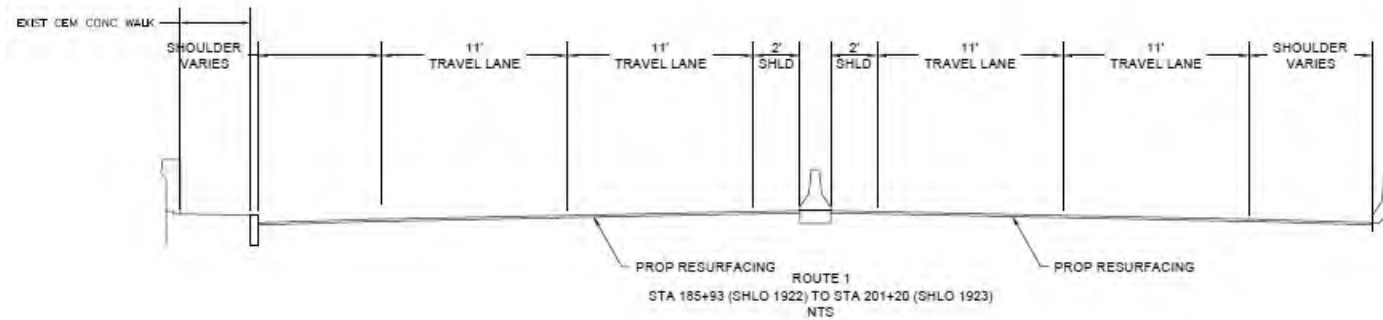 EXIST CEM CONC WALK
SHOULDER
VARIES
11'
TRAVEL LANE
11'
TRAVEL LANE
2'
SHLD
2'
SHLD
11'
TRAVEL LANE
11'
TRAVEL LANE
SHOULDER
VARIES
PROP RESURFACING
PROP RESURFACING
ROUTE 1
STA 185+93 (SHLO 1922) TO STA 201+20 (SHLO 1923)
NTS